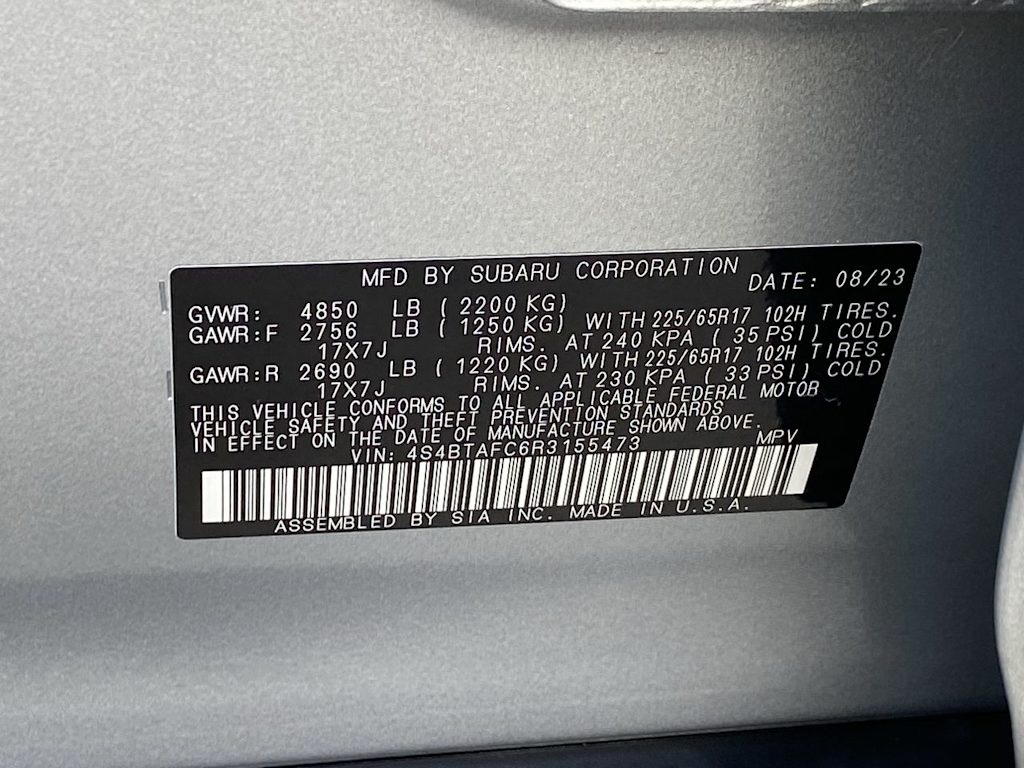 MFD BY SUBARU CORPORATION DATE: 08/23
GVWR: 4850 LB ( 2200 KG)
GAWR:F 2756 LB ( 1250 KG) WITH 225/65R17 102H TIRES.
17X7J RIMS. AT 240 KPA ( 35 PSI) COLD
GAWR:R 2690 LB ( 1220 KG) WITH 225/65R17 102H TIRES.
17X7J RIMS. AT 230 KPA ( 33 PSI) COLD
THIS VEHICLE CONFORMS TO ALL APPLICABLE FEDERAL MOTOR
VEHICLE SAFETY AND THEFT PREVENTION STANDARDS
IN EFFECT ON THE DATE OF MANUFACTURE SHOWN ABOVE.
VIN: 4S4BTAFC6R3155473 MPV
ASSEMBLED BY SIA INC. MADE IN U.S.A.